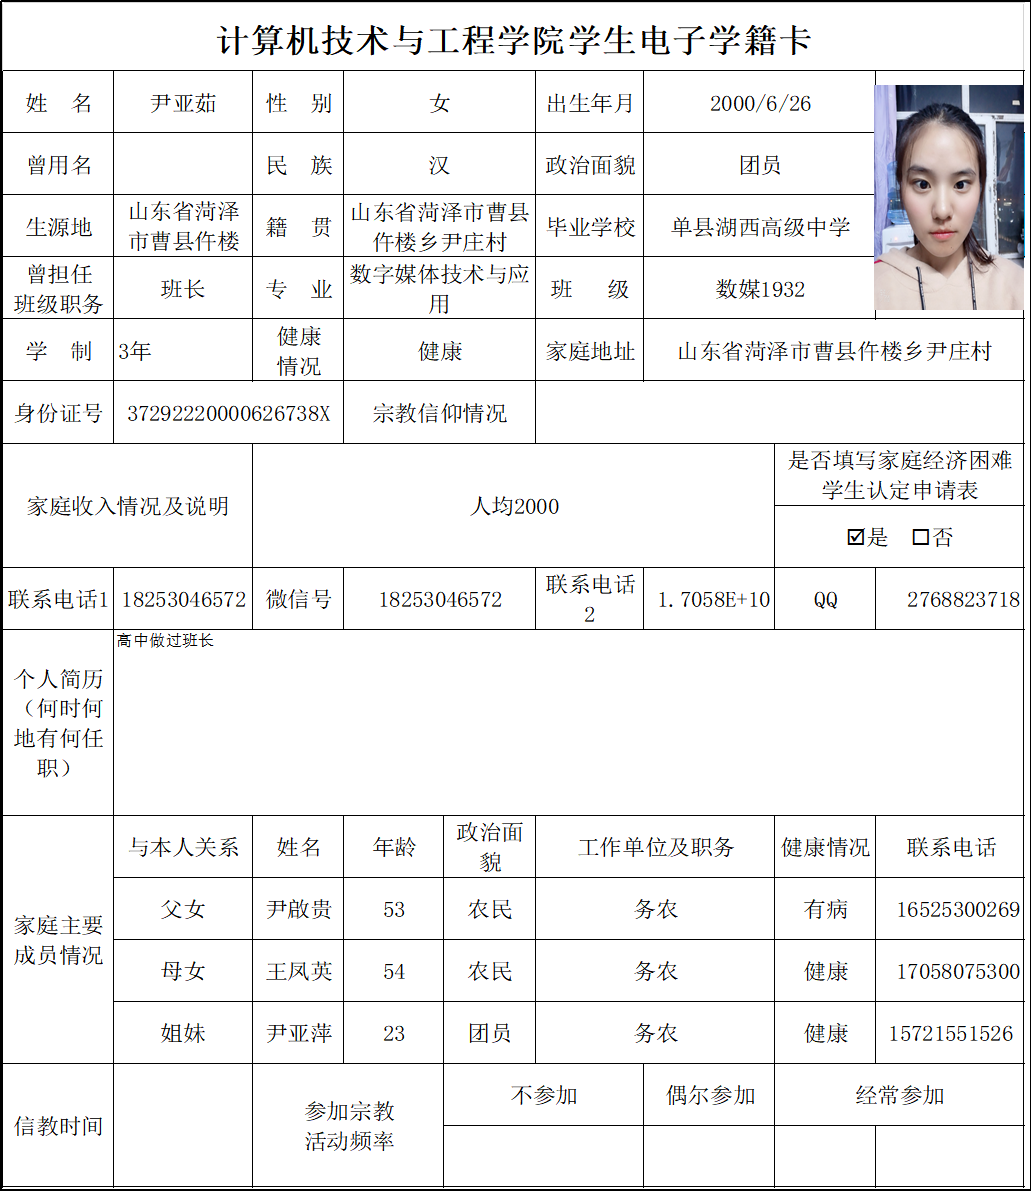 计算机技术与工程学院学生电子学籍卡
姓 名 尹亚茹 性 别 女 出生年月 2000/6/26
曾用名 民 族 汉 政治面貌 团员
生源地 山东省菏泽
市曹县仵楼 籍 贯 山东省菏泽市曹县
仵楼乡尹庄村 毕业学校 单县湖西高级中学
曾担任
班级职务 班长 专 业 数字媒体技术与应
用 班 级 数媒1932
学 制 3年 健康
情况 健康 家庭地址 山东省菏泽市曹县仵楼乡尹庄村
身份证号 37292220000626738X 宗教信仰情况
家庭收入情况及说明 人均2000 是否填写家庭经济困难
学生认定申请表
☑是 □否
联系电话1 18253046572 微信号 18253046572 联系电话
2 1.7058E+10 QQ 2768823718
个人简历
（何时何
地有何任
职）
高中做过班长
家庭主要
成员情况
与本人关系 姓名 年龄 政治面
貌 工作单位及职务 健康情况 联系电话
父女 尹啟贵 53 农民 务农 有病 16525300269
母女 王凤英 54 农民 务农 健康 17058075300
姐妹 尹亚萍 23 团员 务农 健康 15721551526
信教时间 参加宗教
活动频率 不参加 偶尔参加 经常参加